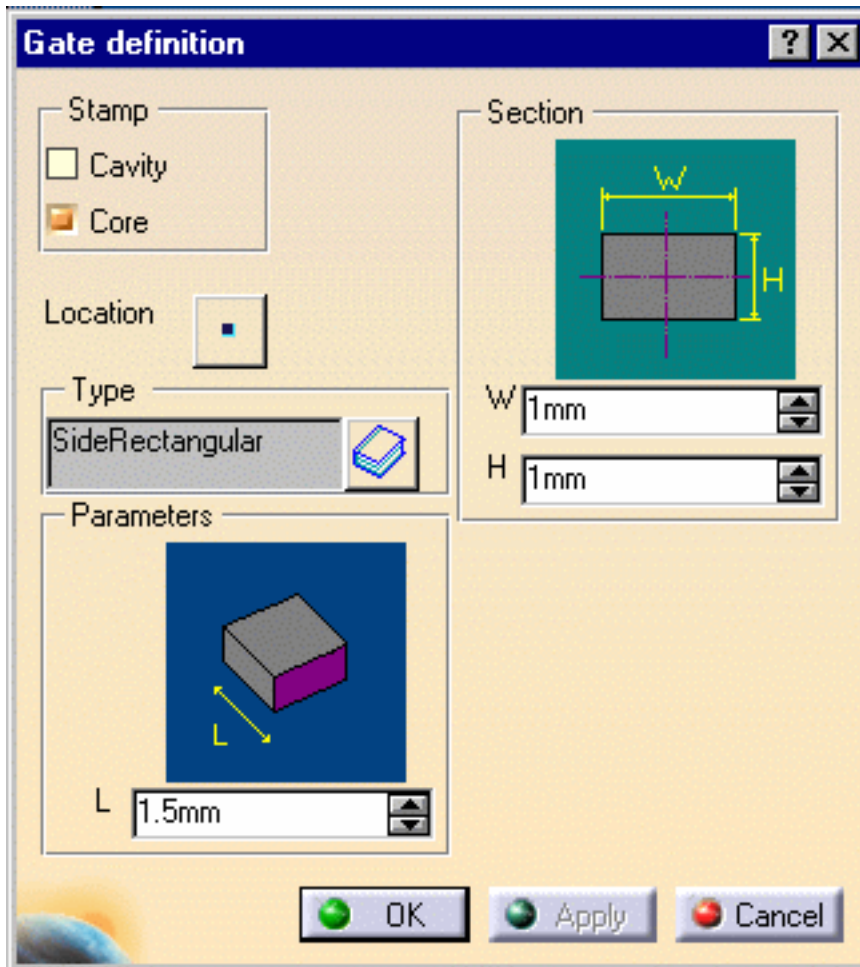 Gate definition
Stamp
Cavity
Core
Location
Type
SideRectangular
Parameters
L
L 1.5mm
Section
W
H
W 1mm
H 1mm
OK
Apply
Cancel